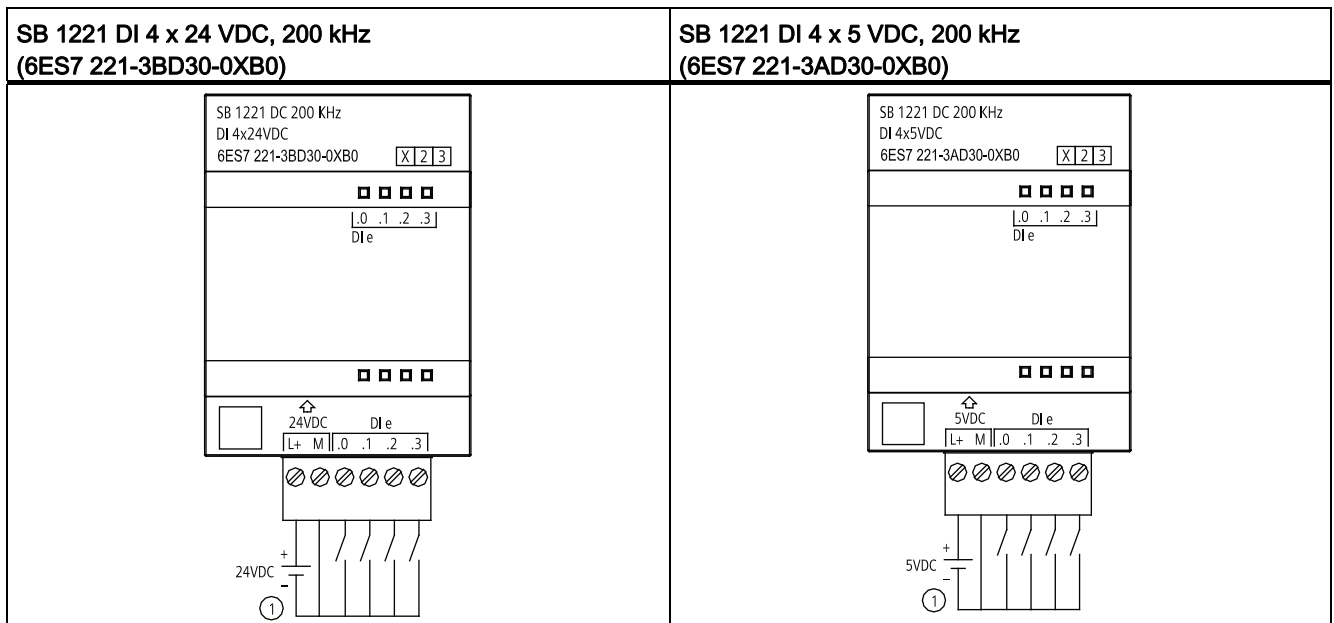 SB 1221 DI 4 x 24 VDC, 200 kHz
(6ES7 221-3BD30-0XB0)
SB 1221 DI 4 x 5 VDC, 200 kHz
(6ES7 221-3AD30-0XB0)
SB 1221 DC 200 KHz
DI 4x24VDC
6ES7 221-3BD30-0XB0 X 2 3
.0 .1 .2 .3
DI e
24VDC DI e
L+ M .0 .1 .2 .3
+
24VDC
–
1
SB 1221 DC 200 KHz
DI 4x5VDC
6ES7 221-3AD30-0XB0 X 2 3
.0 .1 .2 .3
DI e
5VDC DI e
L+ M .0 .1 .2 .3
+
5VDC
–
1